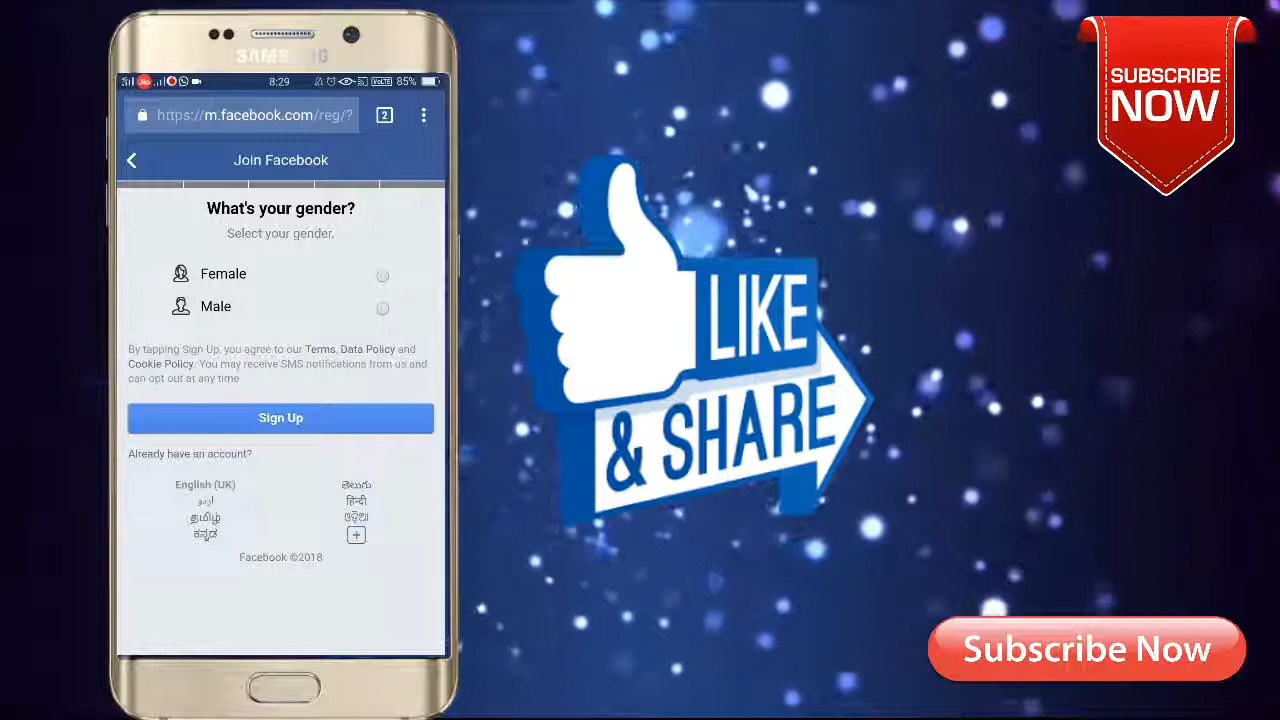 SAMSUNG
Jio
8:29
VoLTE
85%
https://m.facebook.com/reg/?
2
Join Facebook
What's your gender?
Select your gender.
Female
Male
By tapping Sign Up, you agree to our Terms, Data Policy and
Cookie Policy. You may receive SMS notifications from us and
can opt out at any time
Sign Up
Already have an account?
English (UK)
తెలుగు
اردو
हिन्दी
தமிழ்
ଓଡ଼ିଆ
ಕನ್ನಡ
+
Facebook ©2018
LIKE
& SHARE
SUBSCRIBE
NOW
Subscribe Now